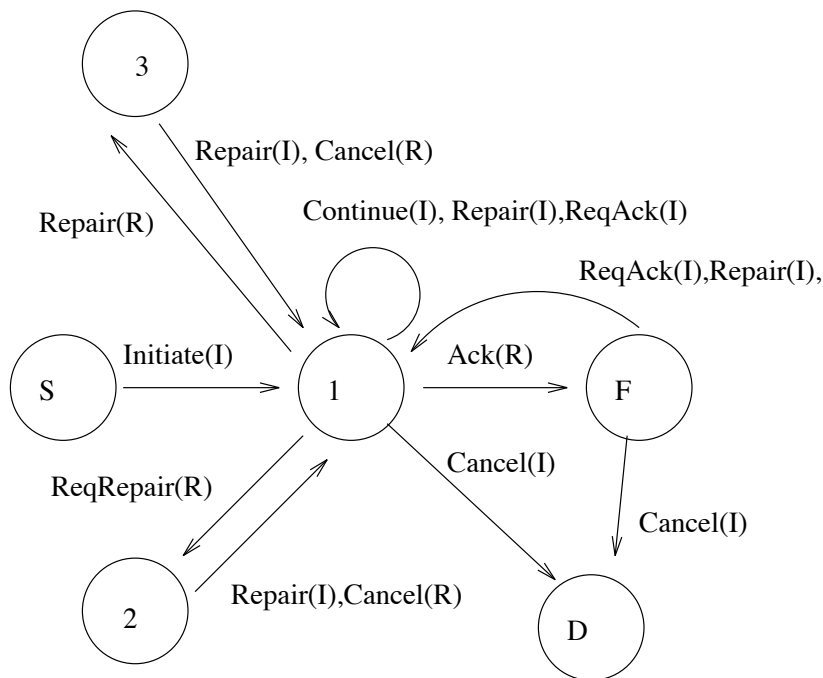 3
Repair(I), Cancel(R)
Continue(I), Repair(I),ReqAck(I)
Repair(R)
ReqAck(I),Repair(I),
Initiate(I)
Ack(R)
S
1
F
Cancel(I)
ReqRepair(R)
Cancel(I)
Repair(I),Cancel(R)
2
D